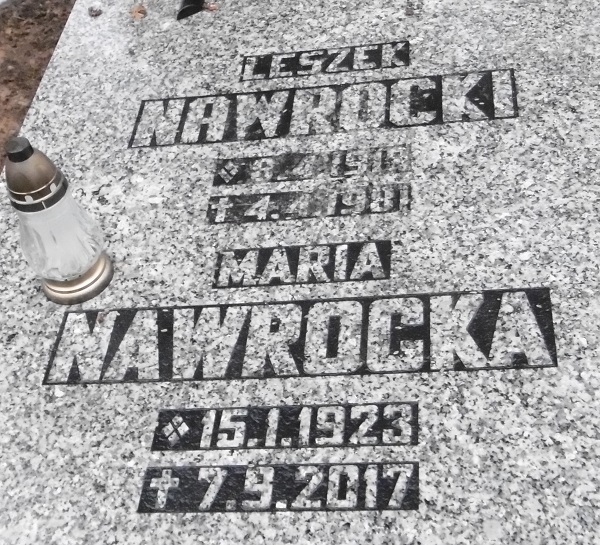 LESZEK
NAWROCKI
MARIA
NAWROCKA
15.1.1923
✝ 7.9.2017